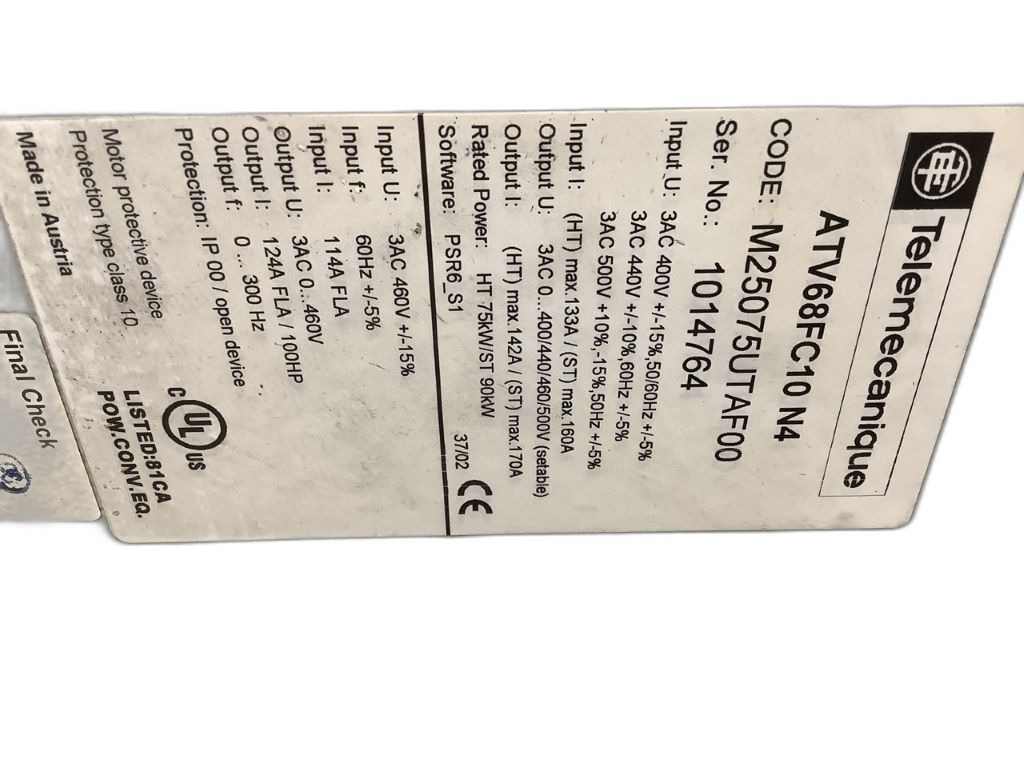 Telemecanique
ATV68FC10 N4
CODE: M25075UTAF00
Ser. No.: 1014764
Input U: 3AC 400V +/-15%,50/60Hz +/-5%
3AC 440V +/-10%,60Hz +/-5%
3AC 500V +10%,-15%,50Hz +/-5%
Input I: (HT) max.133A / (ST) max.160A
Output U: 3AC 0...400/440/460/500V (setable)
Output I: (HT) max.142A / (ST) max.170A
Rated Power: HT 75kW/ST 90kW
Software: PSR6_S1 37/02 CE
Input U: 3AC 460V +/-15%
Input f: 60Hz +/-5%
Input I: 114A FLA
Output U: 3AC 0...460V
Output I: 124A FLA / 100HP
Output f: 0 ... 300 Hz
Protection: IP 00 / open device
C UL US
LISTED:81CA
POW.CONV.EQ.
Motor protective device
Protection type class 10
Made in Austria
Final Check